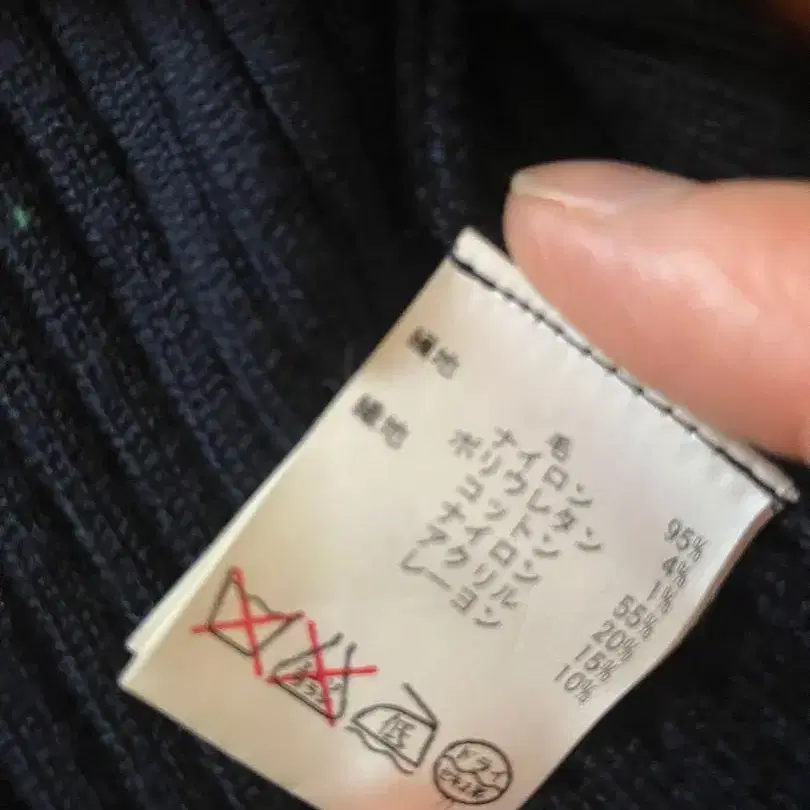 編地
毛 95%
ナイロン 4%
ポリウレタン 1%
コットン 55%
ナイロン 20%
アクリル 15%
レーヨン 10%
低
ドライ